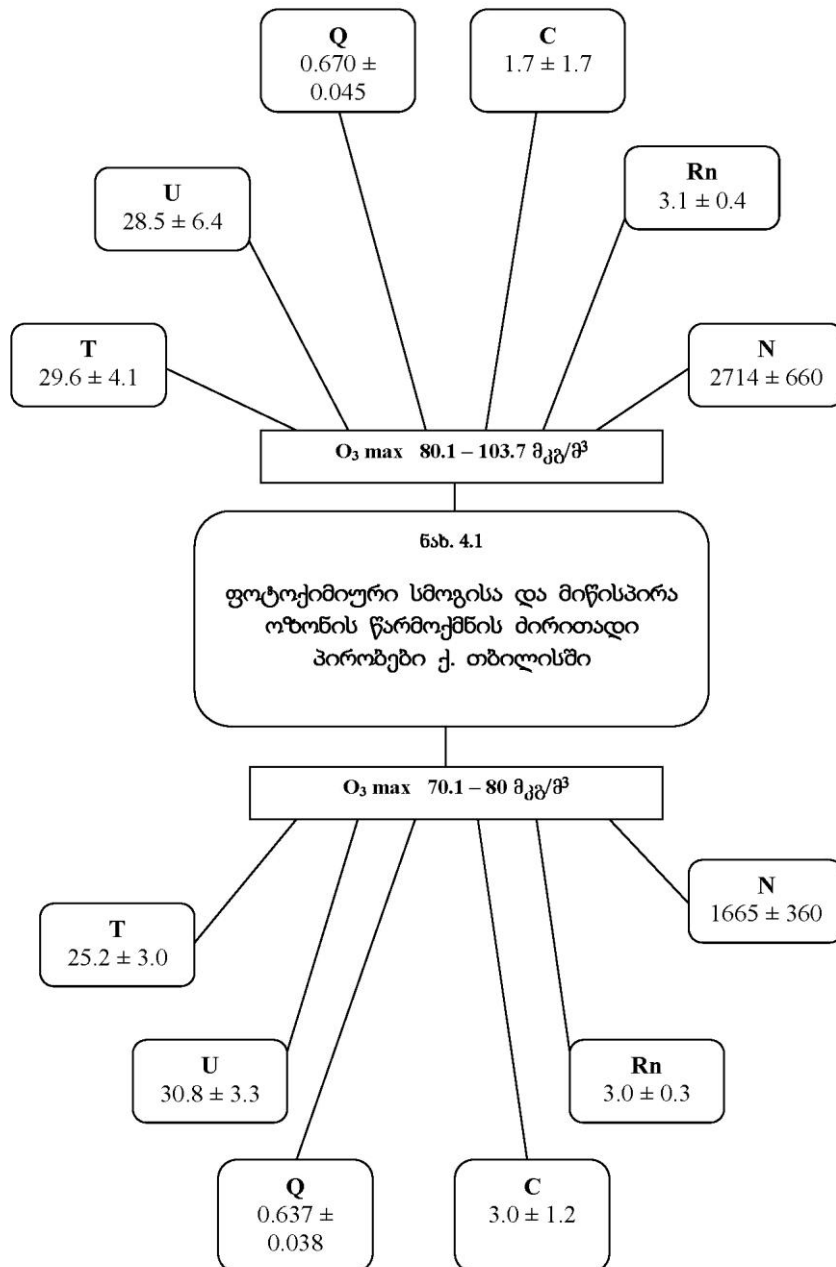 Q
0.670 ±
0.045
C
1.7 ± 1.7
U
28.5 ± 6.4
Rn
3.1 ± 0.4
T
29.6 ± 4.1
N
2714 ± 660
O₃ max 80.1 – 103.7 მკგ/მ³
ნახ. 4.1
ფოტოქიმიური სმოგისა და მიწისპირა
ოზონის წარმოქმნის ძირითადი
პირობები ქ. თბილისში
O₃ max 70.1 – 80 მკგ/მ³
N
1665 ± 360
T
25.2 ± 3.0
U
30.8 ± 3.3
Rn
3.0 ± 0.3
Q
0.637 ±
0.038
C
3.0 ± 1.2